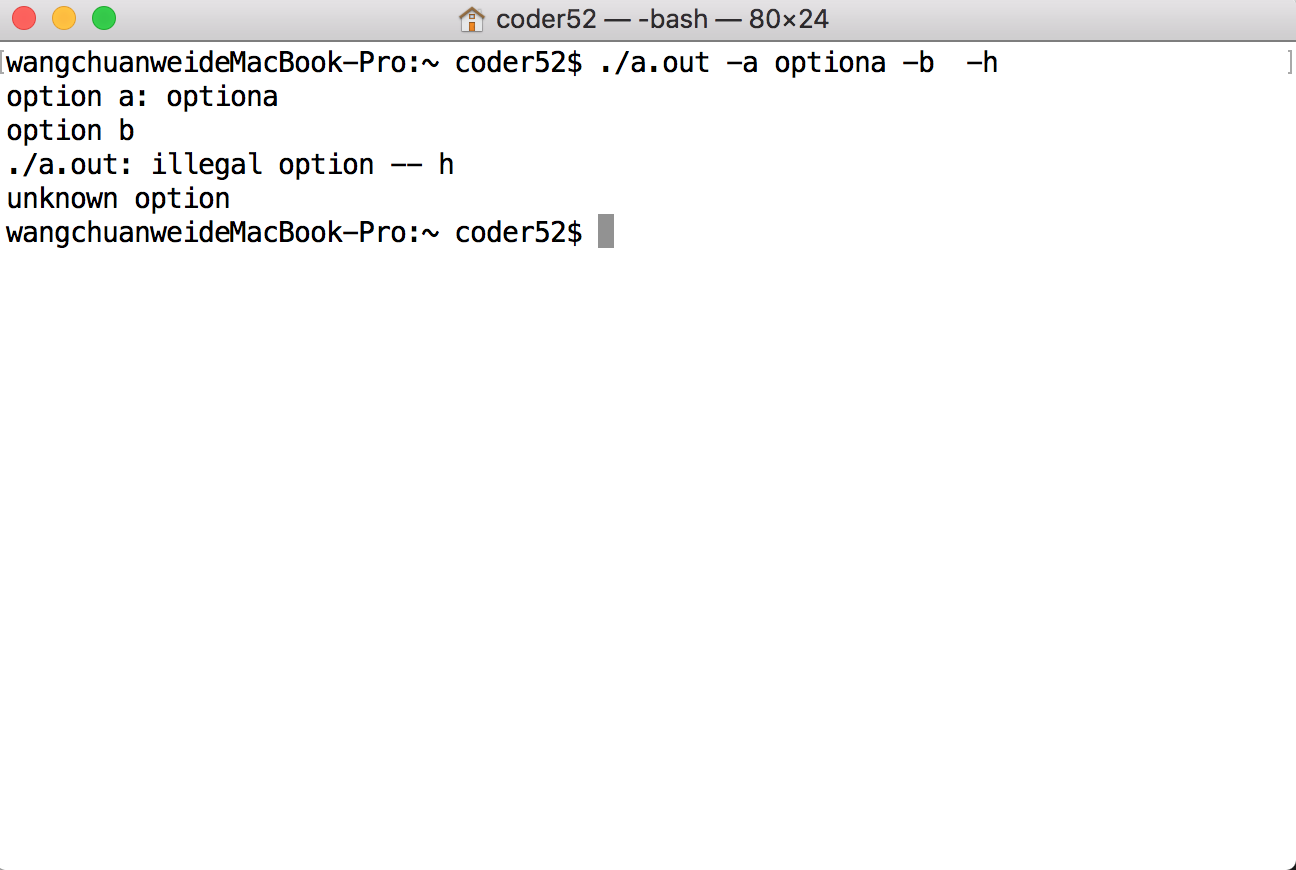 coder52 — -bash — 80×24
wangchuanweideMacBook-Pro:~ coder52$ ./a.out -a optiona -b  -h
option a: optiona
option b
./a.out: illegal option -- h
unknown option
wangchuanweideMacBook-Pro:~ coder52$